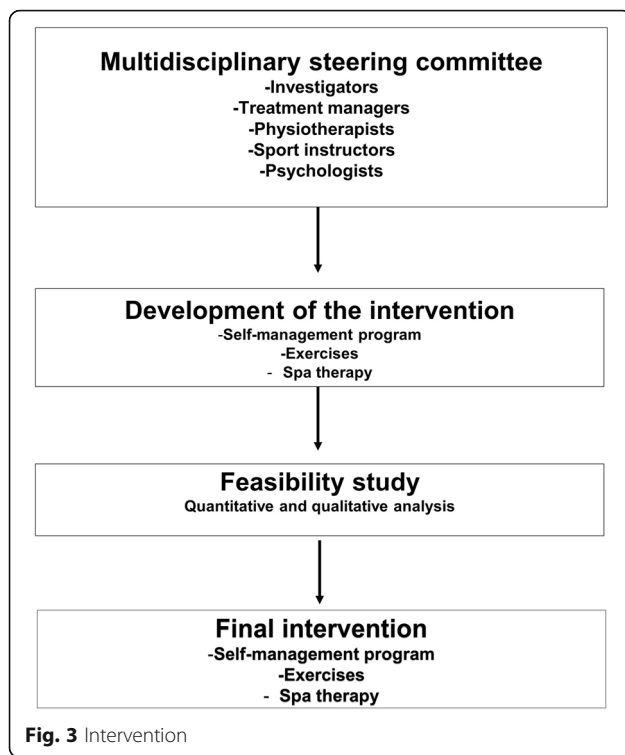 Multidisciplinary steering committee
-Investigators
-Treatment managers
-Physiotherapists
-Sport instructors
-Psychologists
Development of the intervention
-Self-management program
-Exercises
- Spa therapy
Feasibility study
Quantitative and qualitative analysis
Final intervention
-Self-management program
-Exercises
- Spa therapy
Fig. 3 Intervention